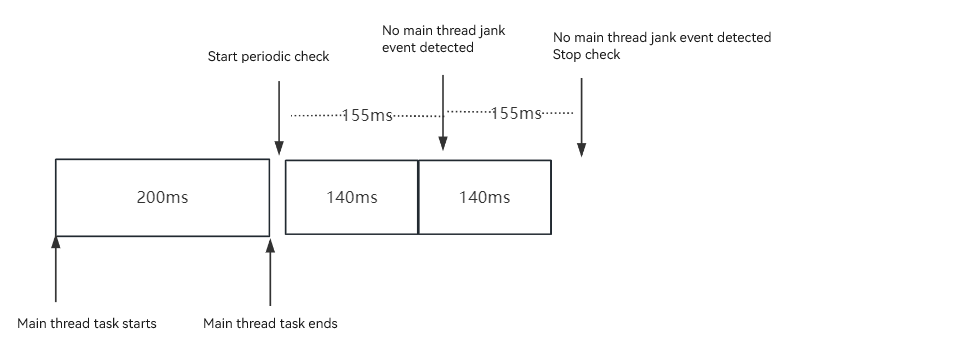 No main thread jank
event detected
No main thread jank event detected
Stop check
Start periodic check
155ms
155ms
200ms
140ms
140ms
Main thread task starts
Main thread task ends